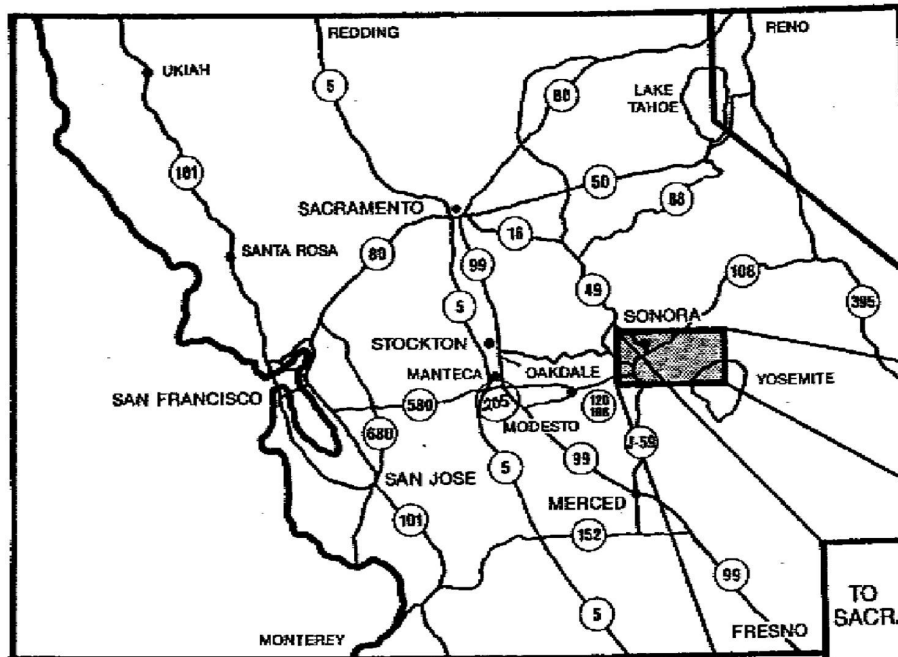 REDDING
RENO
UKIAH
5
80
LAKE
TAHOE
101
50
88
SACRAMENTO
16
SANTA ROSA
80
99
49
108
395
5
SONORA
STOCKTON
MANTECA
OAKDALE
YOSEMITE
SAN FRANCISCO
580
205
120
108
MODESTO
680
J-59
99
SAN JOSE
5
MERCED
101
152
99
TO
SACR.
5
FRESNO
MONTEREY